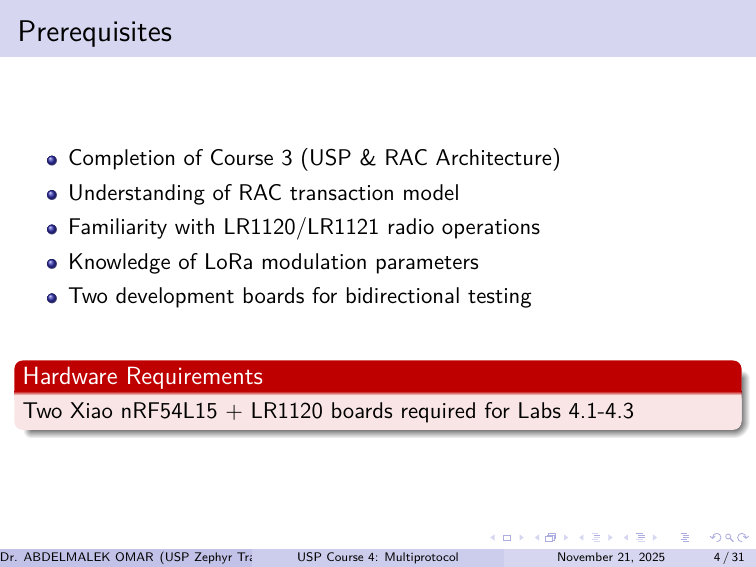 Prerequisites
Completion of Course 3 (USP & RAC Architecture)
Understanding of RAC transaction model
Familiarity with LR1120/LR1121 radio operations
Knowledge of LoRa modulation parameters
Two development boards for bidirectional testing
Hardware Requirements
Two Xiao nRF54L15 + LR1120 boards required for Labs 4.1-4.3
Dr. ABDELMALEK OMAR (USP Zephyr Tra USP Course 4: Multiprotocol November 21, 2025 4 / 31